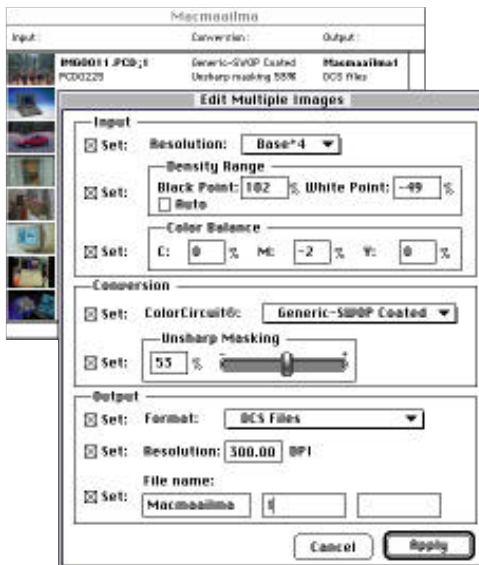 Macmaailma
Input: Conversion: Output:
IMG0011.PCD;1 Generic-SWOP Coated Macmaailma1
PCD0228 Unsharp masking 53% DCS files
Edit Multiple Images
Input
Set: Resolution: Base*4
Density Range
Set: Black Point: 102 % White Point: -49 %
Auto
Color Balance
Set: C: 0 % M: -2 % Y: 0 %
Conversion
Set: ColorCircuit®: Generic-SWOP Coated
Unsharp Masking
Set: 53 % - +
Output
Set: Format: DCS Files
Set: Resolution: 300.00 DPI
File name:
Set: Macmaailma 1
Cancel Apply